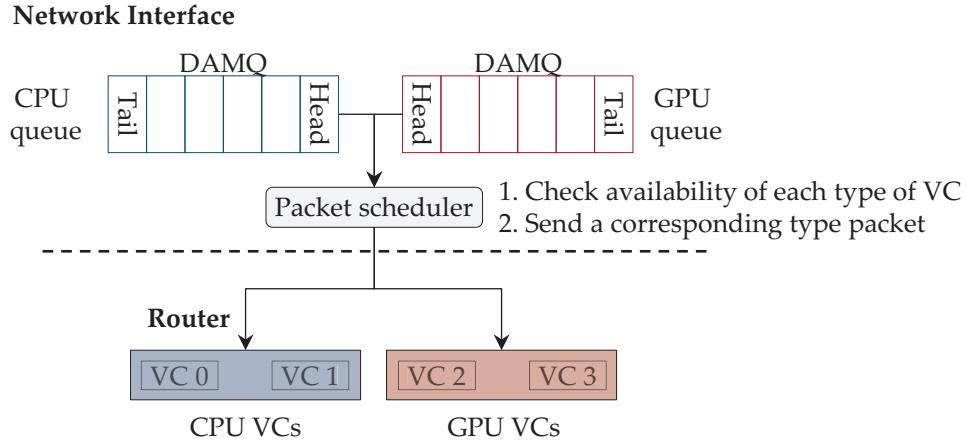 Network Interface
DAMQ
DAMQ
CPU
queue
Tail
Head
Head
Tail
GPU
queue
Packet scheduler
1. Check availability of each type of VC
2. Send a corresponding type packet
Router
VC 0
VC 1
VC 2
VC 3
CPU VCs
GPU VCs